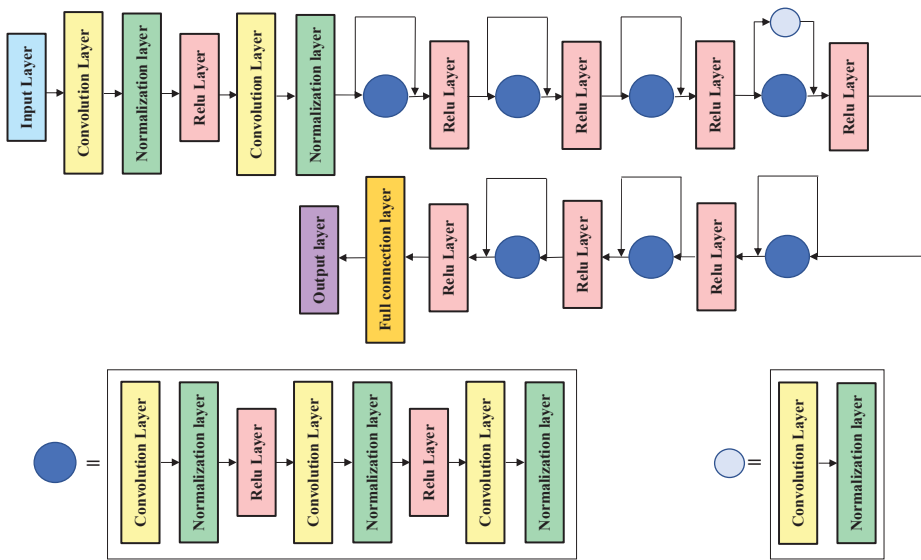 Input Layer
Convolution Layer
Normalization layer
Relu Layer
Convolution Layer
Normalization layer
Relu Layer
Relu Layer
Relu Layer
Relu Layer
Output layer
Full connection layer
Relu Layer
Relu Layer
Relu Layer
=
Convolution Layer
Normalization layer
Relu Layer
Convolution Layer
Normalization layer
Relu Layer
Convolution Layer
Normalization layer
=
Convolution Layer
Normalization layer